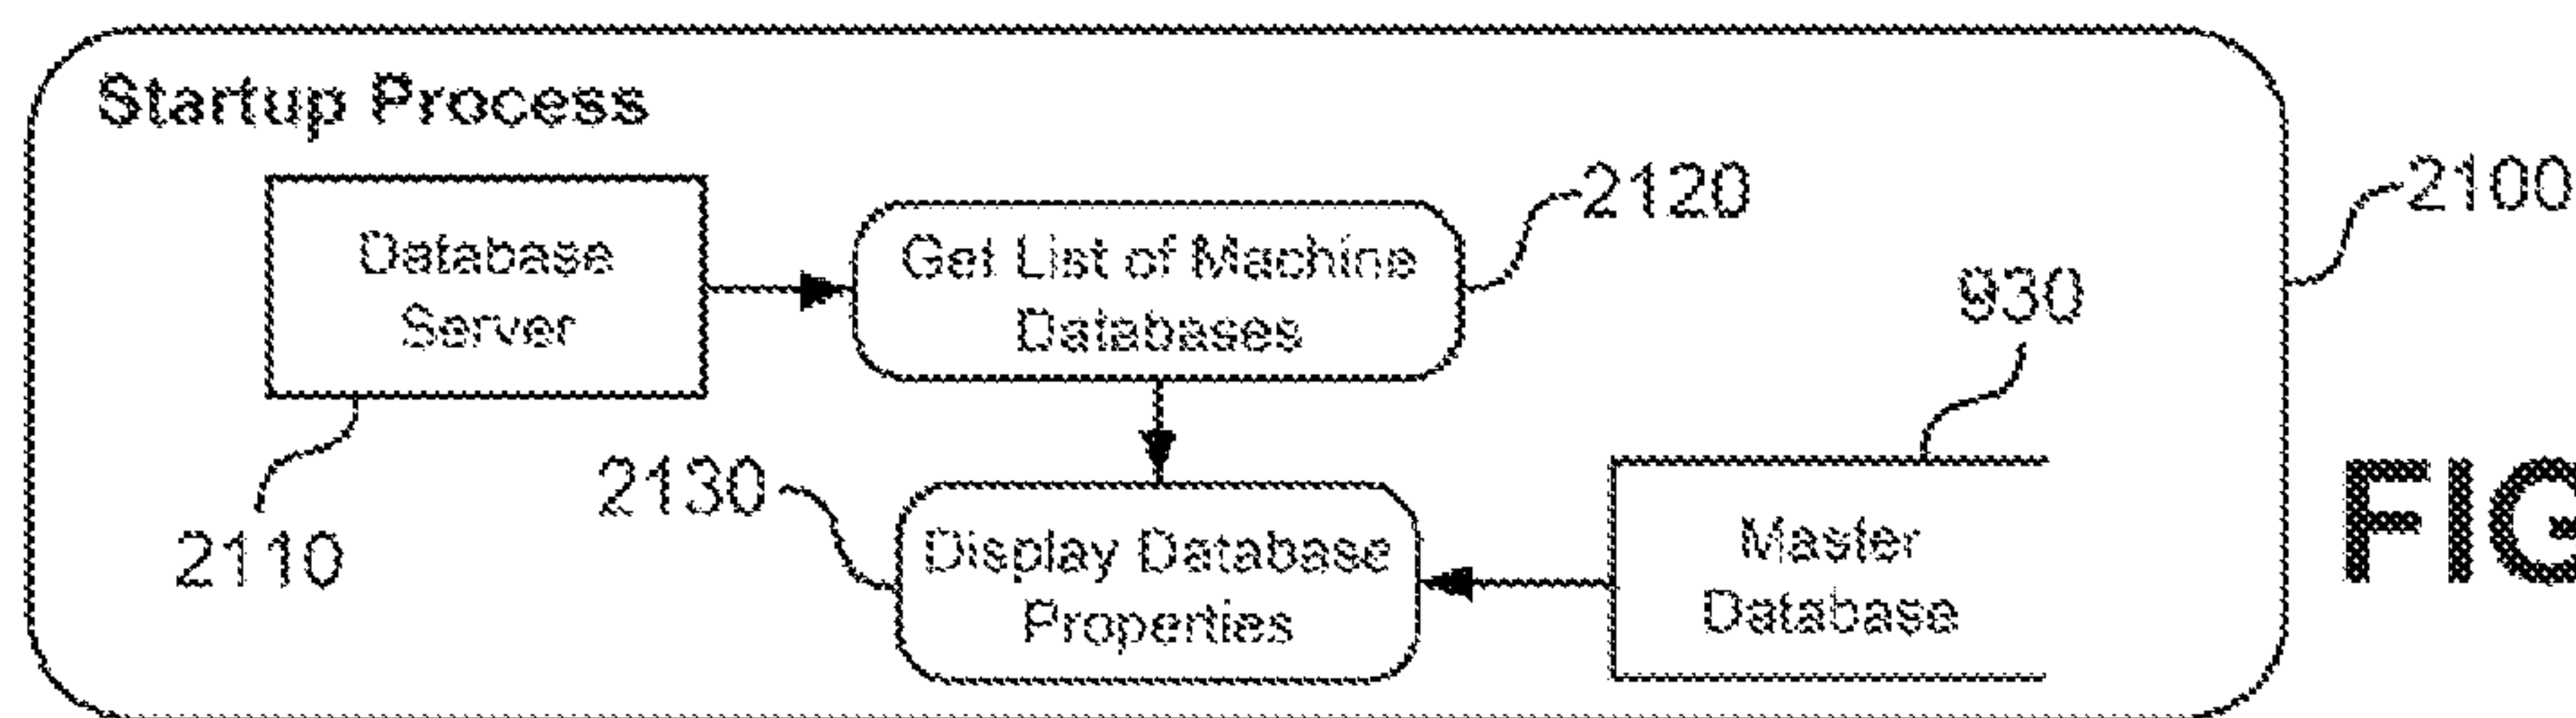 Startup Process
Database
Server
2110
Get List of Machine
Databases
2120
2100
930
2130
Display Database
Properties
Master
Database
FIG